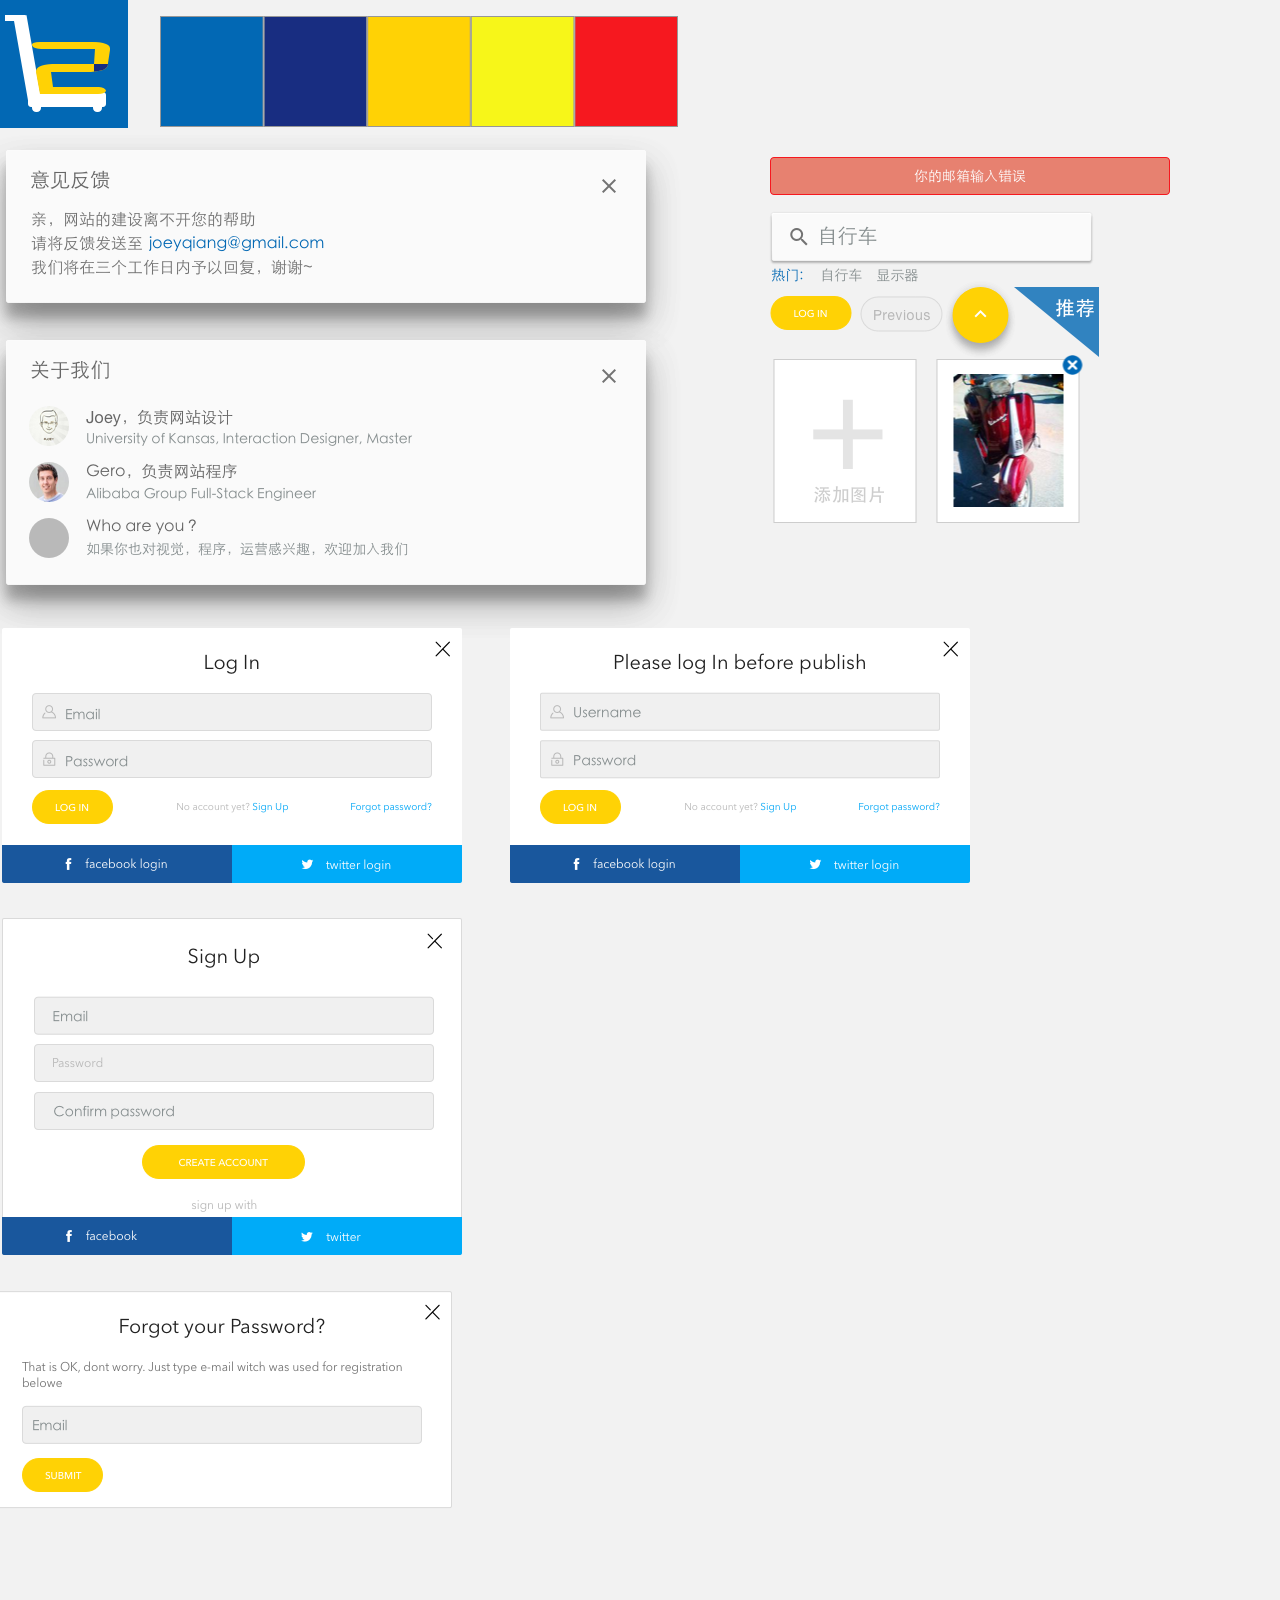 意见反馈
亲，网站的建设离不开您的帮助
请将反馈发送至 joeyqiang@gmail.com
我们将在三个工作日内予以回复，谢谢~
你的邮箱输入错误
自行车
热门： 自行车 显示器
LOG IN
Previous
推荐
添加图片
关于我们
Joey，负责网站设计
University of Kansas, Interaction Designer, Master
Gero，负责网站程序
Alibaba Group Full-Stack Engineer
Who are you？
如果你也对视觉，程序，运营感兴趣，欢迎加入我们
Log In
Email
Password
LOG IN
No account yet? Sign Up
Forgot password?
facebook login
twitter login
Please log In before publish
Username
Password
LOG IN
No account yet? Sign Up
Forgot password?
facebook login
twitter login
Sign Up
Email
Password
Confirm password
CREATE ACCOUNT
sign up with
facebook
twitter
Forgot your Password?
That is OK, dont worry. Just type e-mail witch was used for registration
belowe
Email
SUBMIT